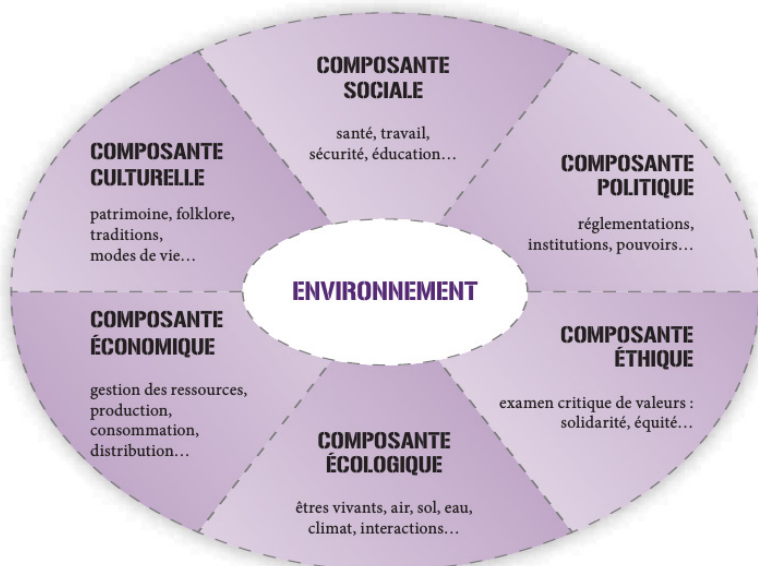 COMPOSANTE
SOCIALE
santé, travail,
sécurité, éducation…
COMPOSANTE
POLITIQUE
réglementations,
institutions, pouvoirs…
COMPOSANTE
ÉTHIQUE
examen critique de valeurs :
solidarité, équité…
COMPOSANTE
ÉCOLOGIQUE
êtres vivants, air, sol, eau,
climat, interactions…
COMPOSANTE
ÉCONOMIQUE
gestion des ressources,
production,
consommation,
distribution…
COMPOSANTE
CULTURELLE
patrimoine, folklore,
traditions,
modes de vie…
ENVIRONNEMENT